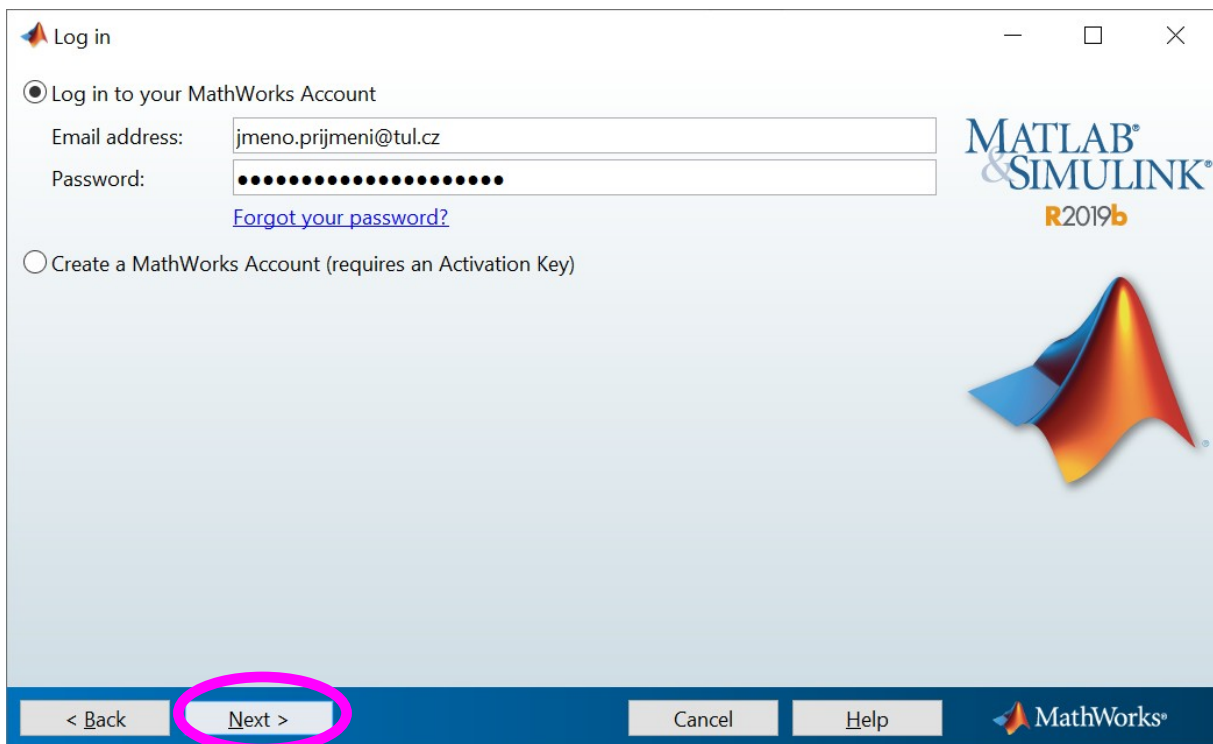 Log in
Log in to your MathWorks Account
Email address: jmeno.prijmeni@tul.cz
Password: ●●●●●●●●●●●●●●●●●●●●●
Forgot your password?
Create a MathWorks Account (requires an Activation Key)
MATLAB®
&SIMULINK®
R2019b
®
< Back Next > Cancel Help MathWorks®